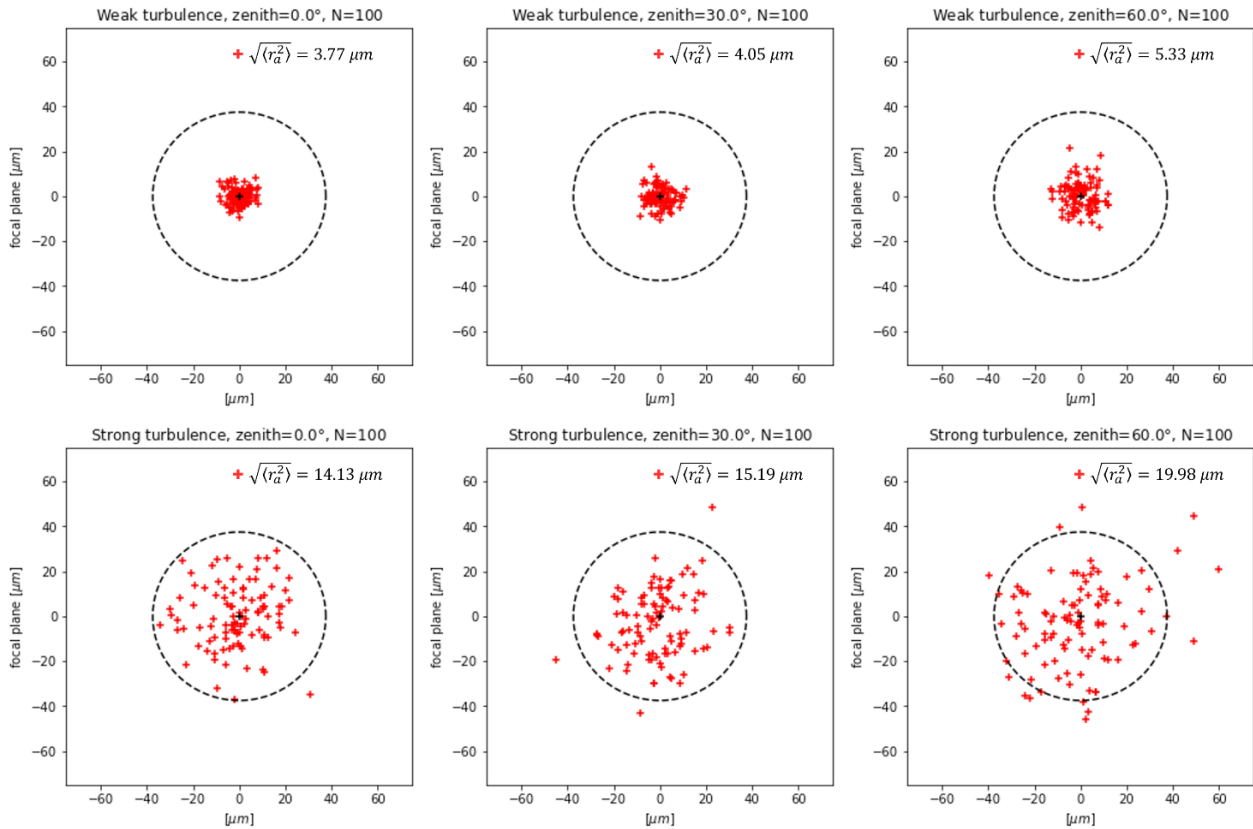 Weak turbulence, zenith=0.0°, N=100
√⟨r_a^2⟩ = 3.77 μm
60
40
20
0
−20
−40
−60
focal plane [μm]
−60 −40 −20 0 20 40 60
[μm]
Weak turbulence, zenith=30.0°, N=100
√⟨r_a^2⟩ = 4.05 μm
60
40
20
0
−20
−40
−60
focal plane [μm]
−60 −40 −20 0 20 40 60
[μm]
Weak turbulence, zenith=60.0°, N=100
√⟨r_a^2⟩ = 5.33 μm
60
40
20
0
−20
−40
−60
focal plane [μm]
−60 −40 −20 0 20 40 60
[μm]
Strong turbulence, zenith=0.0°, N=100
√⟨r_a^2⟩ = 14.13 μm
60
40
20
0
−20
−40
−60
focal plane [μm]
−60 −40 −20 0 20 40 60
[μm]
Strong turbulence, zenith=30.0°, N=100
√⟨r_a^2⟩ = 15.19 μm
60
40
20
0
−20
−40
−60
focal plane [μm]
−60 −40 −20 0 20 40 60
[μm]
Strong turbulence, zenith=60.0°, N=100
√⟨r_a^2⟩ = 19.98 μm
60
40
20
0
−20
−40
−60
focal plane [μm]
−60 −40 −20 0 20 40 60
[μm]